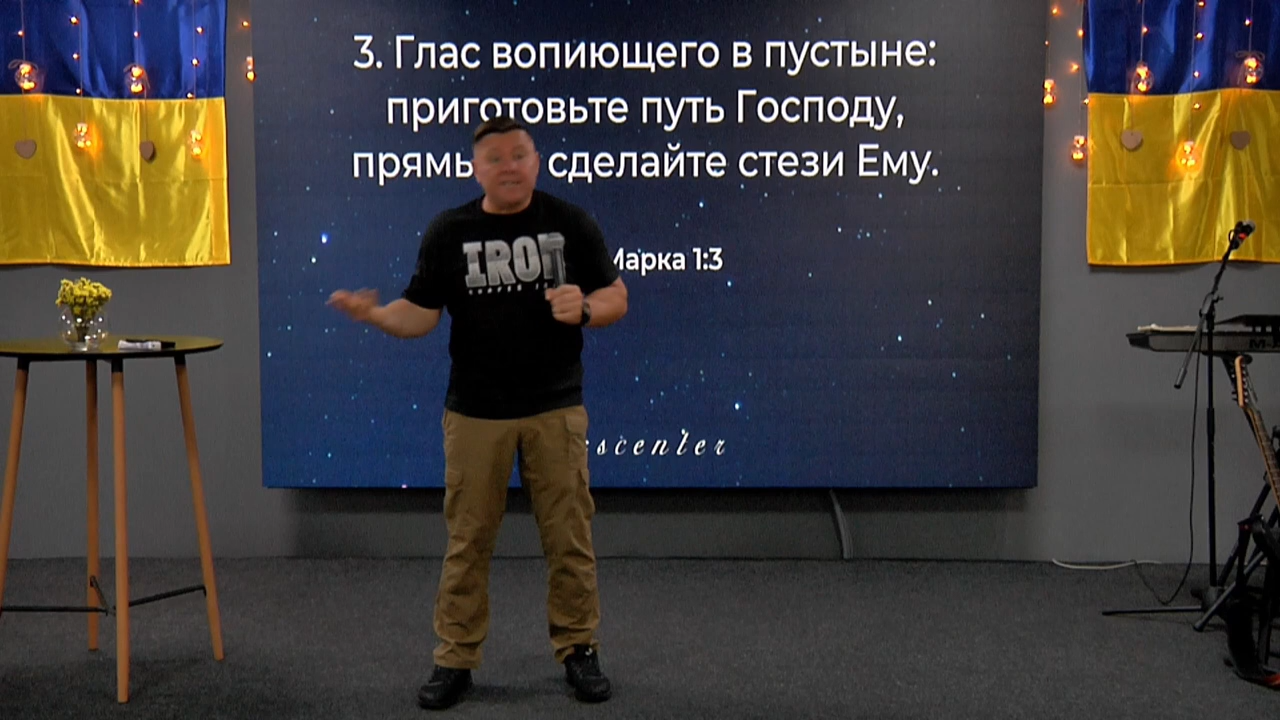 3. Глас вопиющего в пустыне:
приготовьте путь Господу,
сделайте стези Ему.
Марка 1:3
IRON